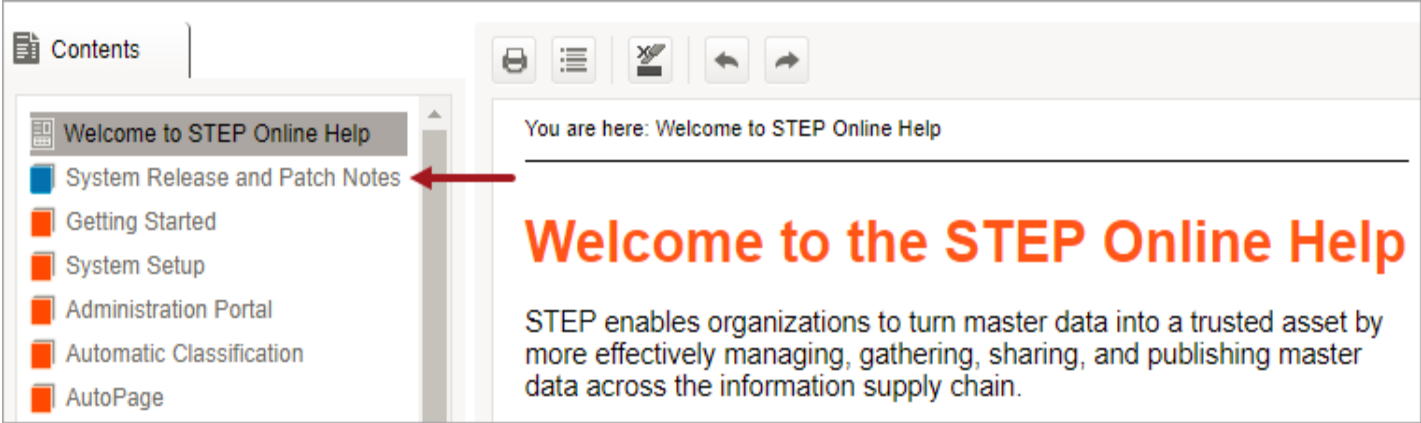 Contents
Welcome to STEP Online Help
System Release and Patch Notes
Getting Started
System Setup
Administration Portal
Automatic Classification
AutoPage
You are here: Welcome to STEP Online Help
Welcome to the STEP Online Help
STEP enables organizations to turn master data into a trusted asset by
more effectively managing, gathering, sharing, and publishing master
data across the information supply chain.